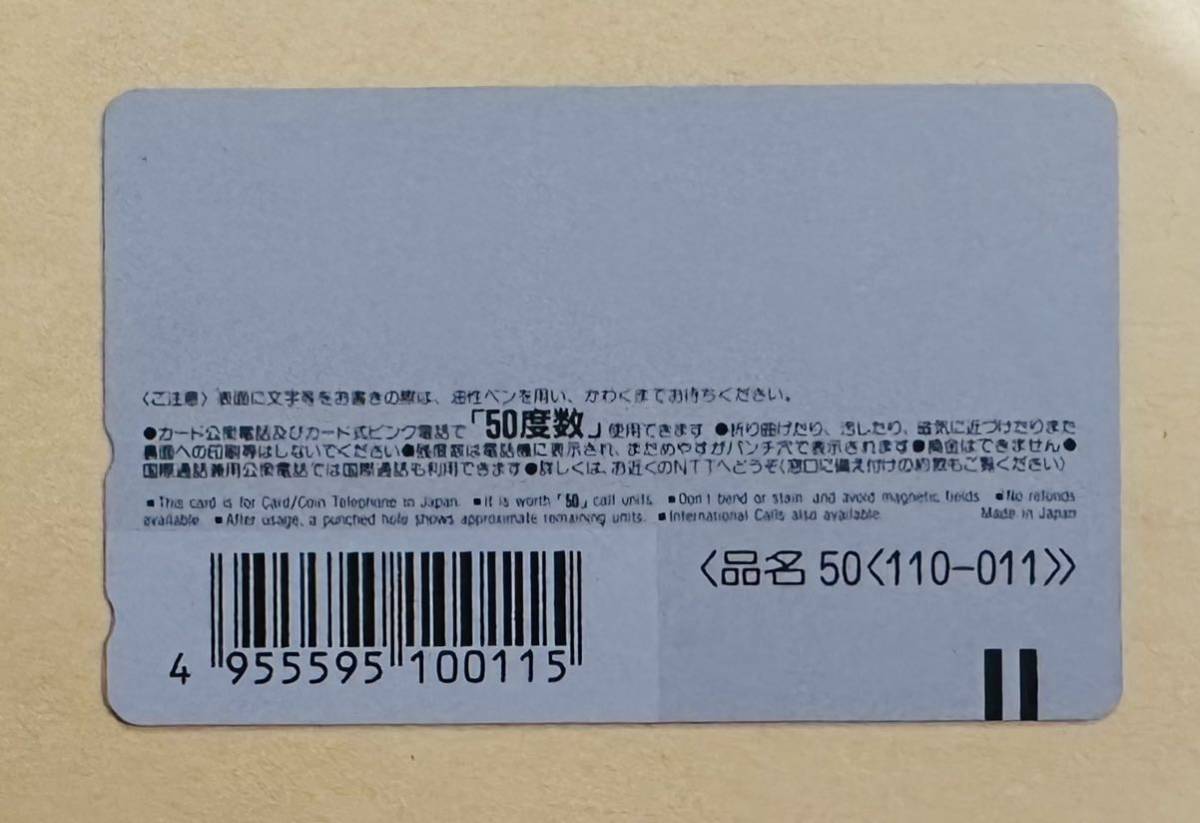 〈ご注意〉表面に文字等をお書きの際は、油性ペンを用い、かわくまでお待ちください。
●カード公衆電話及びカード式ピンク電話で「50度数」使用できます ●折り曲げたり、汚したり、磁気に近づけたりまた
裏面への印刷等はしないでください●残度数は電話機に表示され、まだめやすがパンチ穴で表示されます●換金はできません●
国際通話兼用公衆電話では国際通話も利用できます●詳しくは、お近くのNTTへどうぞ(窓口に備え付けの約款もご覧ください)
■This card is for Card/Coin Telephone in Japan. ■It is worth「50」call units. ■Don't bend or stain and avoid magnetic fields. ■No refunds
available. ■After usage, a punched hole shows approximate remaining units. ■International Calls also available. Made in Japan
〈品名 50〈110-011〉〉
4 955595 100115